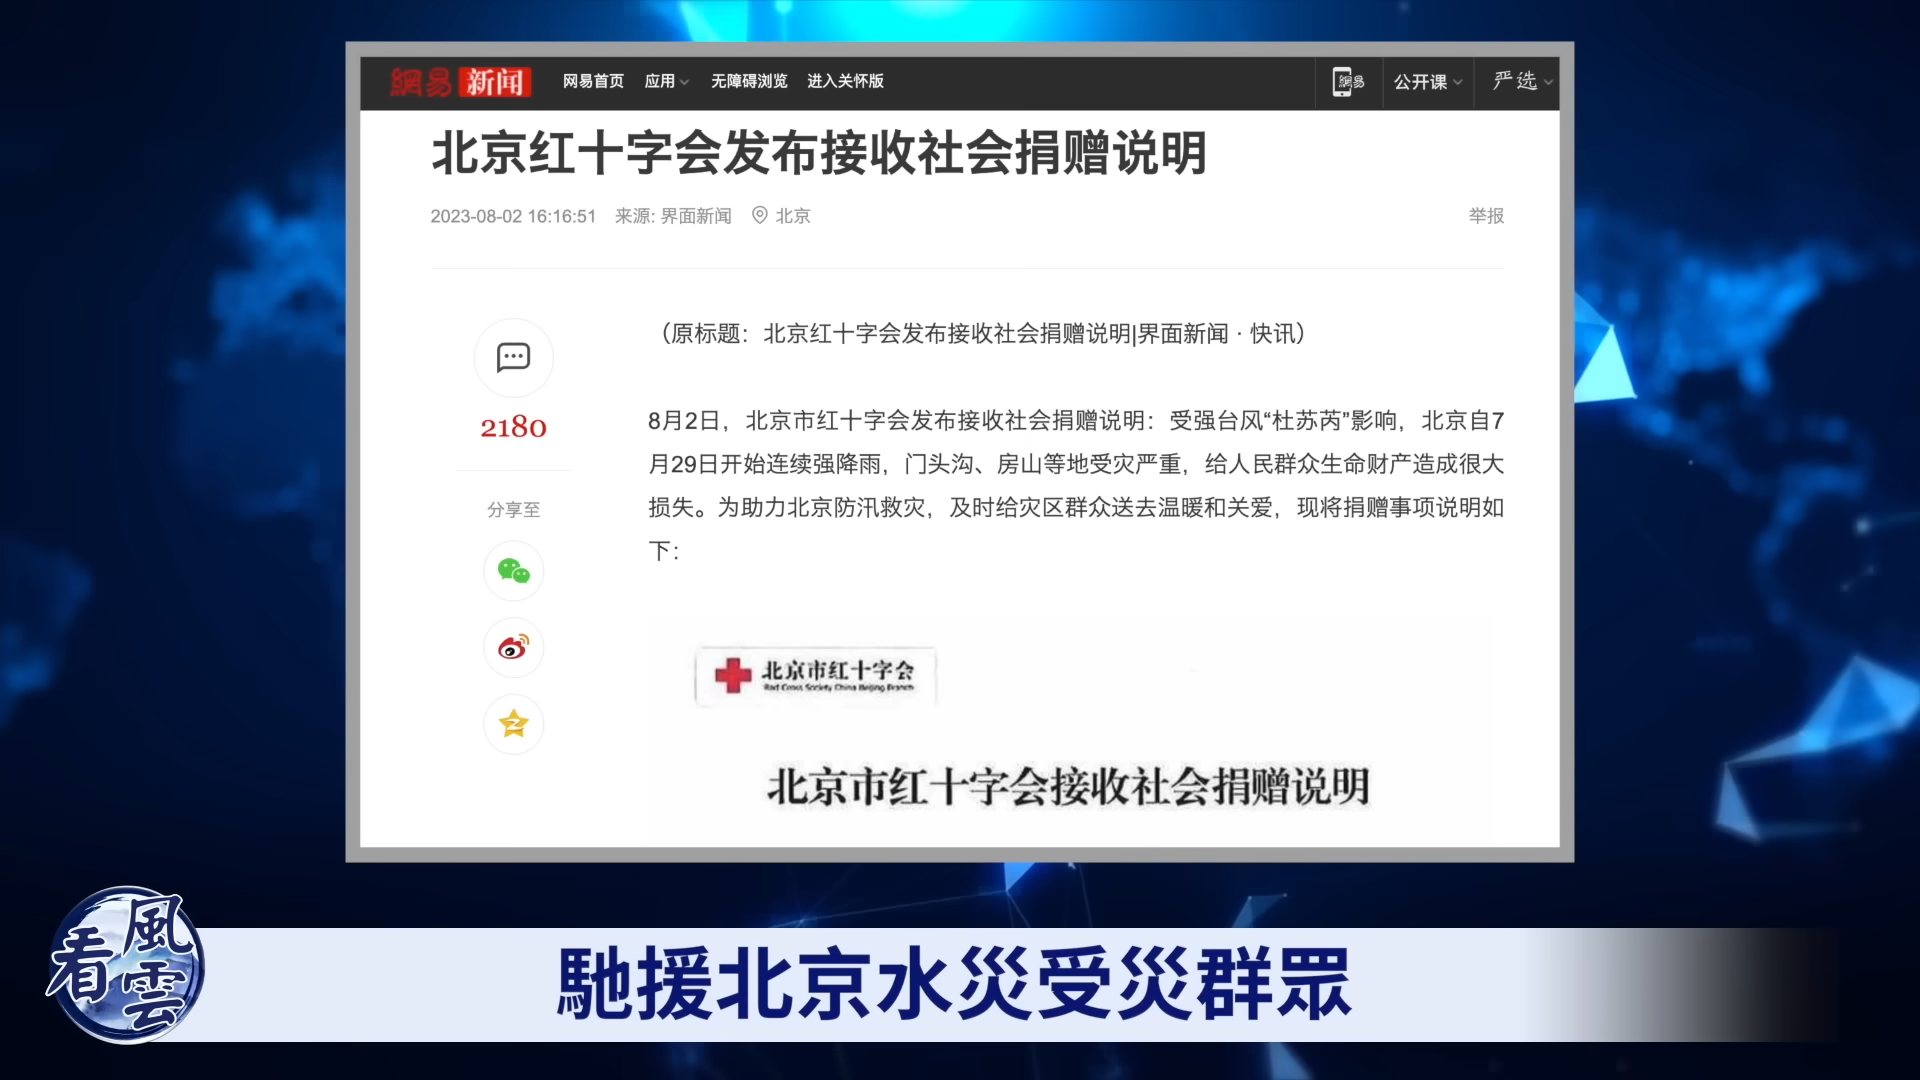 網易 新闻 网易首页 应用 无障碍浏览 进入关怀版 網易 公开课 严选
北京红十字会发布接收社会捐赠说明
2023-08-02 16:16:51 来源: 界面新闻 北京 举报
（原标题：北京红十字会发布接收社会捐赠说明|界面新闻 · 快讯）
2180
8月2日，北京市红十字会发布接收社会捐赠说明：受强台风“杜苏芮”影响，北京自7
月29日开始连续强降雨，门头沟、房山等地受灾严重，给人民群众生命财产造成很大
损失。为助力北京防汛救灾，及时给灾区群众送去温暖和关爱，现将捐赠事项说明如
下：
分享至
北京市红十字会
Red Cross Society China Beijing Branch
北京市红十字会接收社会捐赠说明
看風雲
馳援北京水災受災群眾